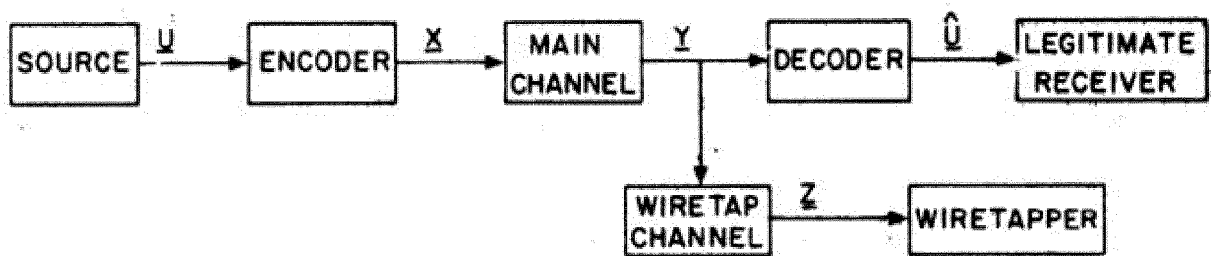 SOURCE
U
ENCODER
X
MAIN
CHANNEL
Y
DECODER
Û
LEGITIMATE
RECEIVER
WIRETAP
CHANNEL
Z
WIRETAPPER